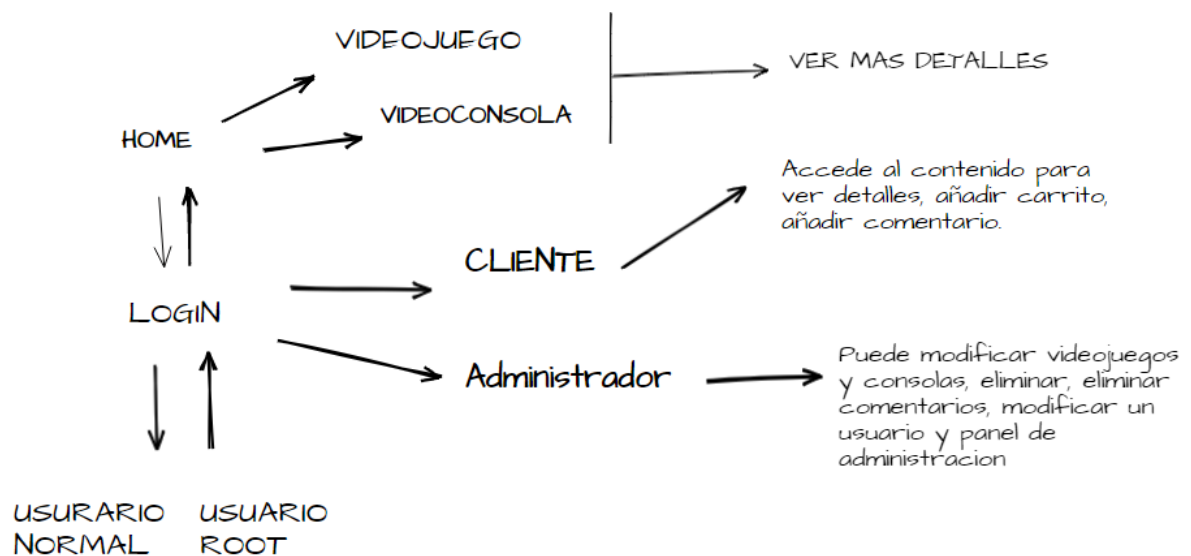 VIDEOJUEGO
VER MAS DETALLES
VIDEOCONSOLA
HOME
Accede al contenido para
ver detalles, añadir carrito,
añadir comentario.
CLIENTE
LOGIN
Administrador
Puede modificar videojuegos
y consolas, eliminar, eliminar
comentarios, modificar un
usuario y panel de
administracion
USURARIO
NORMAL
USUARIO
ROOT